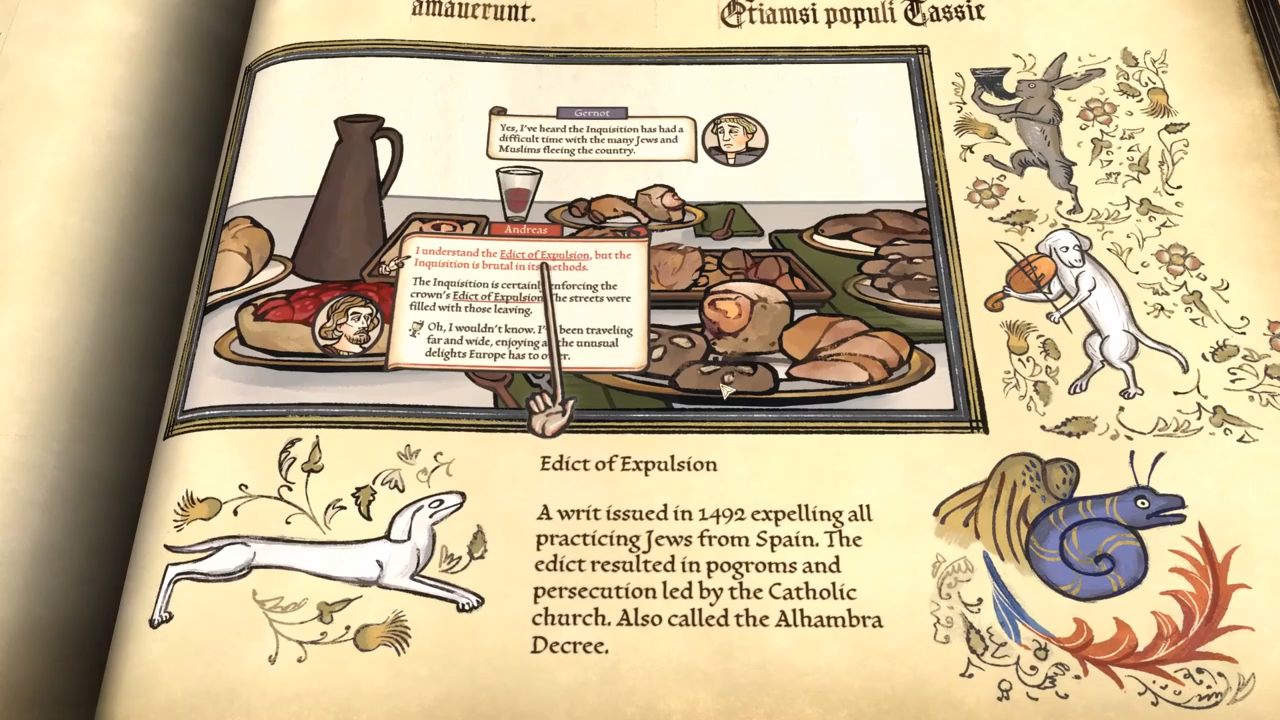 amauerunt.
Etiamsi populi Tassie
Gernot
Yes, I've heard the Inquisition has had a
difficult time with the many Jews and
Muslims fleeing the country.
Andreas
I understand the Edict of Expulsion, but the
Inquisition is brutal in its methods.
The Inquisition is certainly enforcing the
crown's Edict of Expulsion. The streets were
filled with those leaving.
Oh, I wouldn't know. I've been traveling
far and wide, enjoying all the unusual
delights Europe has to offer.
Edict of Expulsion
A writ issued in 1492 expelling all
practicing Jews from Spain. The
edict resulted in pogroms and
persecution led by the Catholic
church. Also called the Alhambra
Decree.